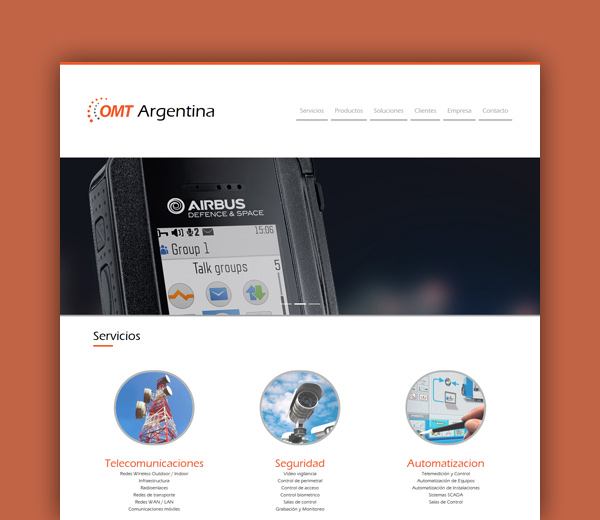 OMT Argentina
Servicios Productos Soluciones Clientes Empresa Contacto
AIRBUS
DEFENCE & SPACE
2 15:06
Group 1
Talk groups 5
Servicios
Telecomunicaciones
Redes Wireless Outdoor / Indoor
Infraestructura
Radioenlaces
Redes de transporte
Redes WAN / LAN
Comunicaciones móviles
Seguridad
Video vigilancia
Control de perimetral
Control de acceso
Control biometrico
Salas de control
Grabación y Monitoreo
Automatizacion
Telemedición y Control
Automatización de Equipos
Automatización de Instalaciones
Sistemas SCADA
Salas de Control